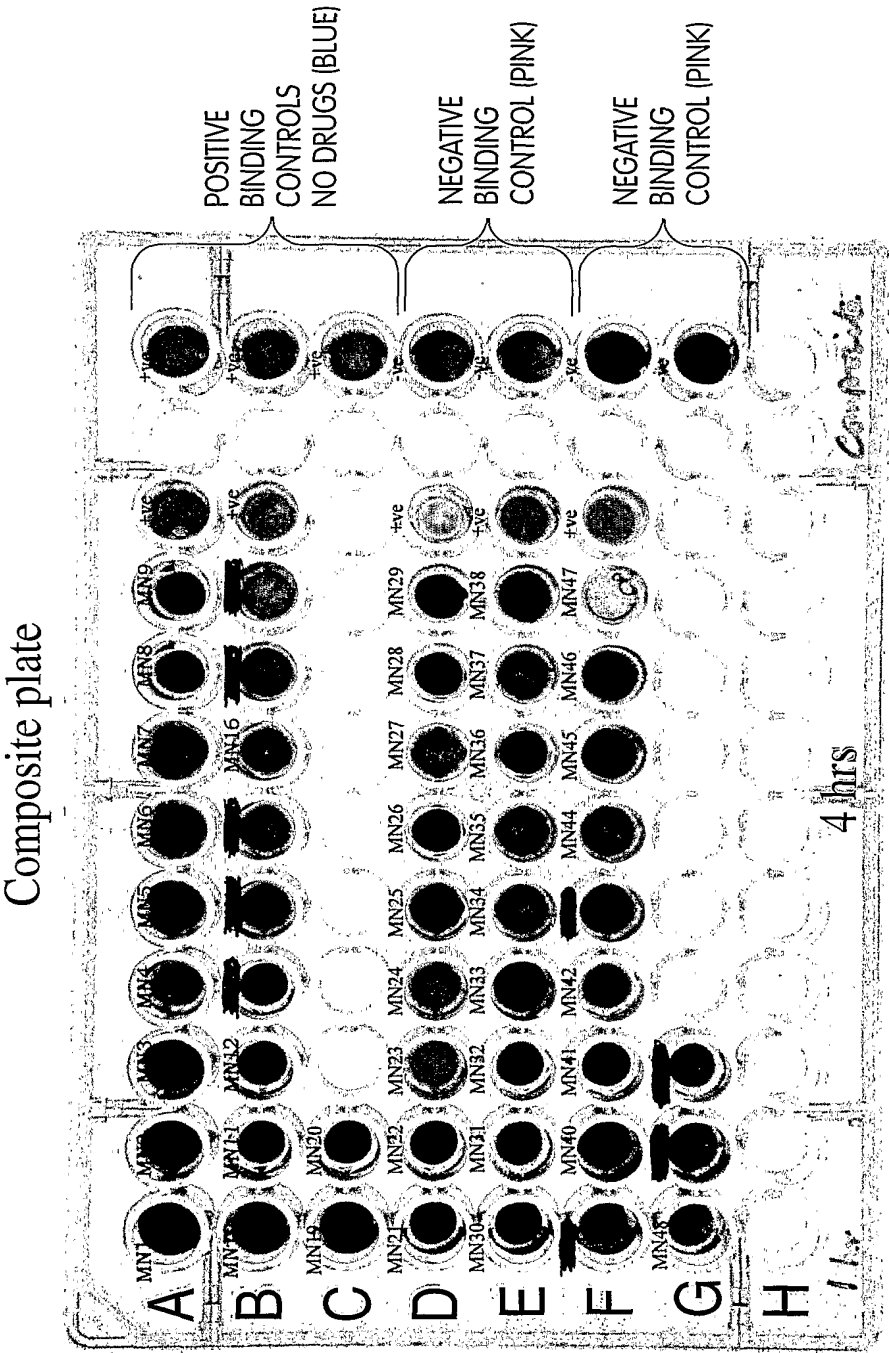 Composite plate
POSITIVE
BINDING
CONTROLS
NO DRUGS (BLUE)
NEGATIVE
BINDING
CONTROL (PINK)
NEGATIVE
BINDING
CONTROL (PINK)
A MN1 MN3 MN4 MN5 MN6 MN7 MN8 MN9 +ve +ve
B MN11 MN12 MN16 +ve +ve
C MN19 MN20 +ve
D MN21 MN22 MN23 MN24 MN25 MN26 MN27 MN28 MN29 +ve -ve
E MN30 MN31 MN32 MN33 MN34 MN35 MN36 MN37 MN38 +ve -ve
F MN40 MN41 MN42 MN44 MN45 MN46 MN47 +ve -ve
G MN48 -ve
H
4 hrs
Composite.